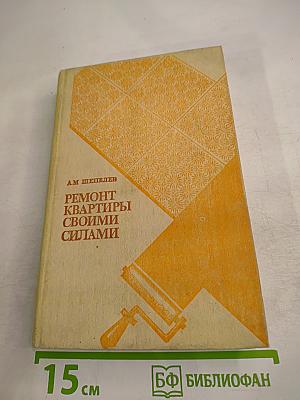 А.М ШЕПЕЛЕВ
РЕМОНТ
КВАРТИРЫ
СВОИМИ
СИЛАМИ
15 см
БФ БИБЛИОФАН